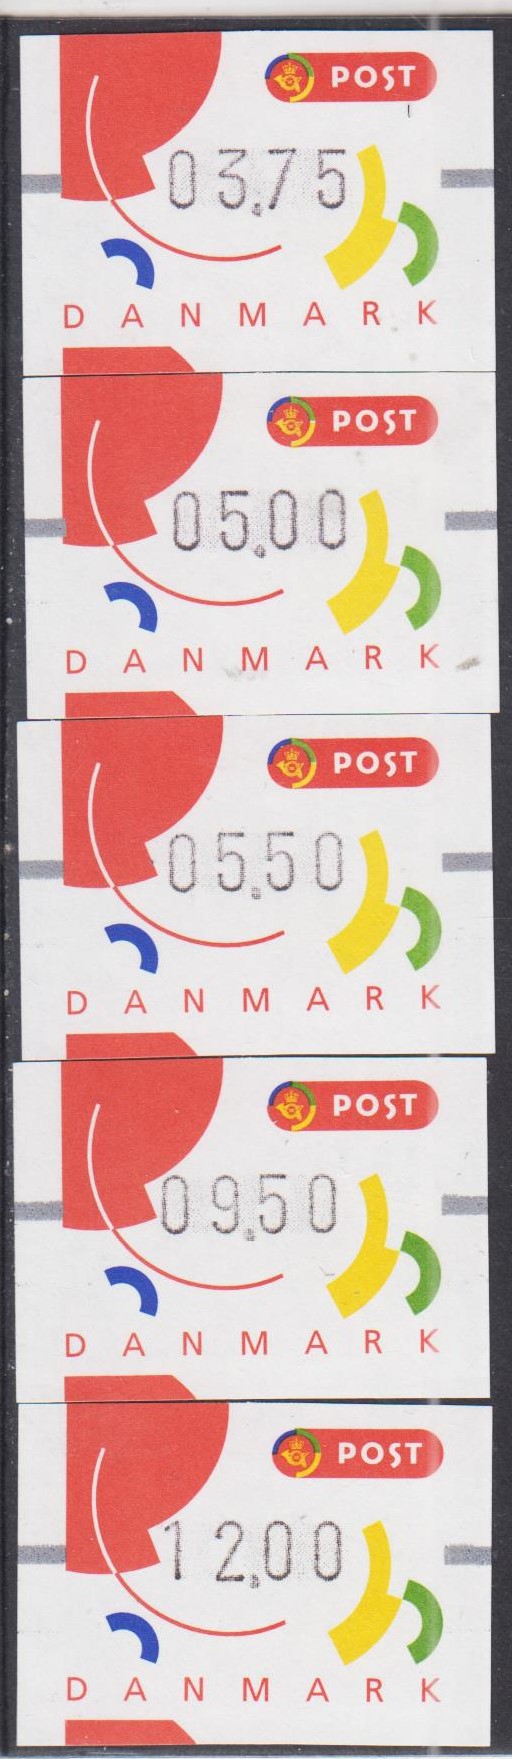 POST
03.75
DANMARK
POST
05.00
DANMARK
POST
05.50
DANMARK
POST
09.50
DANMARK
POST
12.00
DANMARK